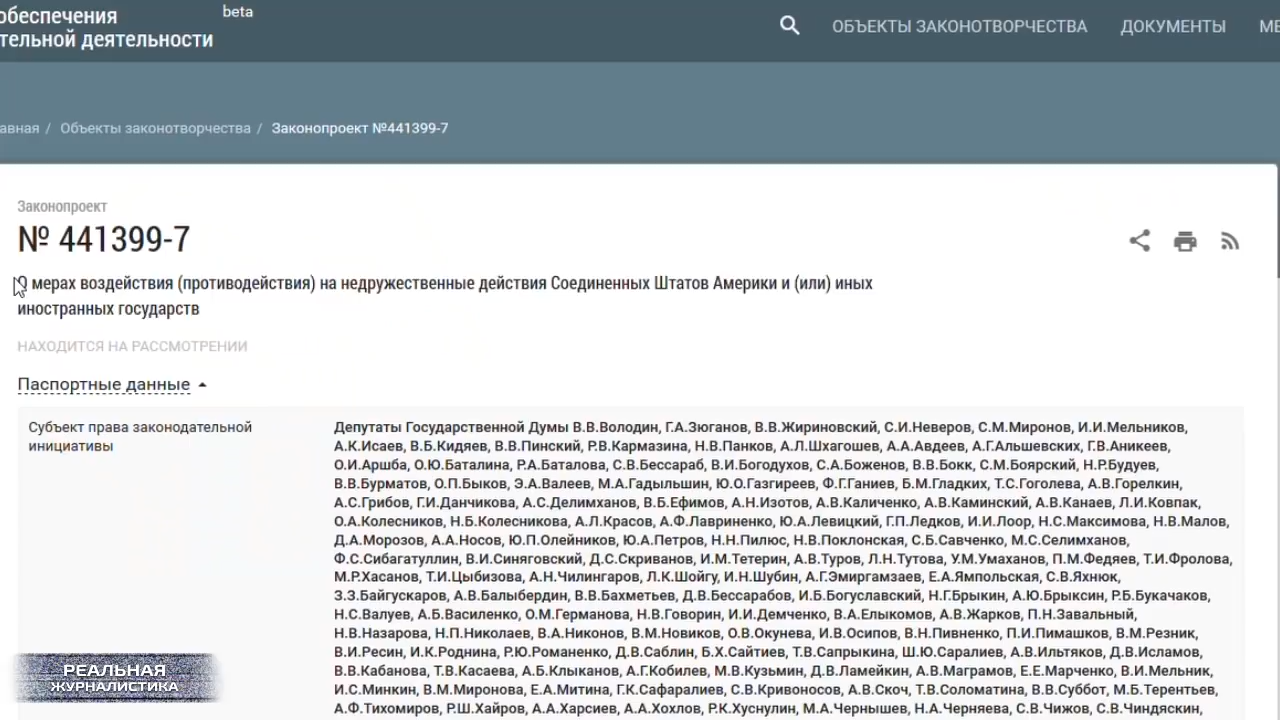 обеспечения
тельной деятельности
beta
ОБЪЕКТЫ ЗАКОНОТВОРЧЕСТВА ДОКУМЕНТЫ МЕ
авная / Объекты законотворчества / Законопроект №441399-7
Законопроект
№ 441399-7
О мерах воздействия (противодействия) на недружественные действия Соединенных Штатов Америки и (или) иных
иностранных государств
НАХОДИТСЯ НА РАССМОТРЕНИИ
Паспортные данные
Субъект права законодательной
инициативы
Депутаты Государственной Думы В.В.Володин, Г.А.Зюганов, В.В.Жириновский, С.И.Неверов, С.М.Миронов, И.И.Мельников,
А.К.Исаев, В.Б.Кидяев, В.В.Пинский, Р.В.Кармазина, Н.В.Панков, А.Л.Шхагошев, А.А.Авдеев, А.Г.Альшевских, Г.В.Аникеев,
О.И.Аршба, О.Ю.Баталина, Р.А.Баталова, С.В.Бессараб, В.И.Богодухов, С.А.Боженов, В.В.Бокк, С.М.Боярский, Н.Р.Будуев,
В.В.Бурматов, О.П.Быков, Э.А.Валеев, М.А.Гадыльшин, Ю.О.Газгиреев, Ф.Г.Ганиев, Б.М.Гладких, Т.С.Гоголева, А.В.Горелкин,
А.С.Грибов, Г.И.Данчикова, А.С.Делимханов, В.Б.Ефимов, А.Н.Изотов, А.В.Каличенко, А.В.Каминский, А.В.Канаев, Л.И.Ковпак,
О.А.Колесников, Н.Б.Колесникова, А.Л.Красов, А.Ф.Лавриненко, Ю.А.Левицкий, Г.П.Ледков, И.И.Лоор, Н.С.Максимова, Н.В.Малов,
Д.А.Морозов, А.А.Носов, Ю.П.Олейников, Ю.А.Петров, Н.Н.Пилюс, Н.В.Поклонская, С.Б.Савченко, М.С.Селимханов,
Ф.С.Сибагатуллин, В.И.Синяговский, Д.С.Скриванов, И.М.Тетерин, А.В.Туров, Л.Н.Тутова, У.М.Умаханов, П.М.Федяев, Т.И.Фролова,
М.Р.Хасанов, Т.И.Цыбизова, А.Н.Чилингаров, Л.К.Шойгу, И.Н.Шубин, А.Г.Эмиргамзаев, Е.А.Ямпольская, С.В.Яхнюк,
З.З.Байгускаров, А.В.Балыбердин, В.В.Бахметьев, Д.В.Бессарабов, И.Б.Богуславский, Н.Г.Брыкин, А.Ю.Брыксин, Р.Б.Букачаков,
Н.С.Валуев, А.Б.Василенко, О.М.Германова, Н.В.Говорин, И.И.Демченко, В.А.Елыкомов, А.В.Жарков, П.Н.Завальный,
Н.В.Назарова, Н.П.Николаев, В.А.Никонов, В.М.Новиков, О.В.Окунева, И.В.Осипов, В.Н.Пивненко, П.И.Пимашков, В.М.Резник,
В.И.Ресин, И.К.Роднина, Р.Ю.Романенко, Д.В.Саблин, Б.Х.Сайтиев, Т.В.Сапрыкина, Ш.Ю.Саралиев, А.В.Ильтяков, Д.В.Исламов,
В.В.Кабанова, Т.В.Касаева, А.Б.Клыканов, А.Г.Кобилев, М.В.Кузьмин, Д.В.Ламейкин, А.В.Маграмов, Е.Е.Марченко, В.И.Мельник,
И.С.Минкин, В.М.Миронова, Е.А.Митина, Г.К.Сафаралиев, С.В.Кривоносов, А.В.Скоч, Т.В.Соломатина, В.В.Суббот, М.Б.Терентьев,
А.Ф.Тихомиров, Р.Ш.Хайров, А.А.Харсиев, А.А.Хохлов, Р.К.Хуснулин, М.А.Чернышев, Н.А.Черняева, С.В.Чижов, С.В.Чиндяскин,
РЕАЛЬНАЯ
ЖУРНАЛИСТИКА